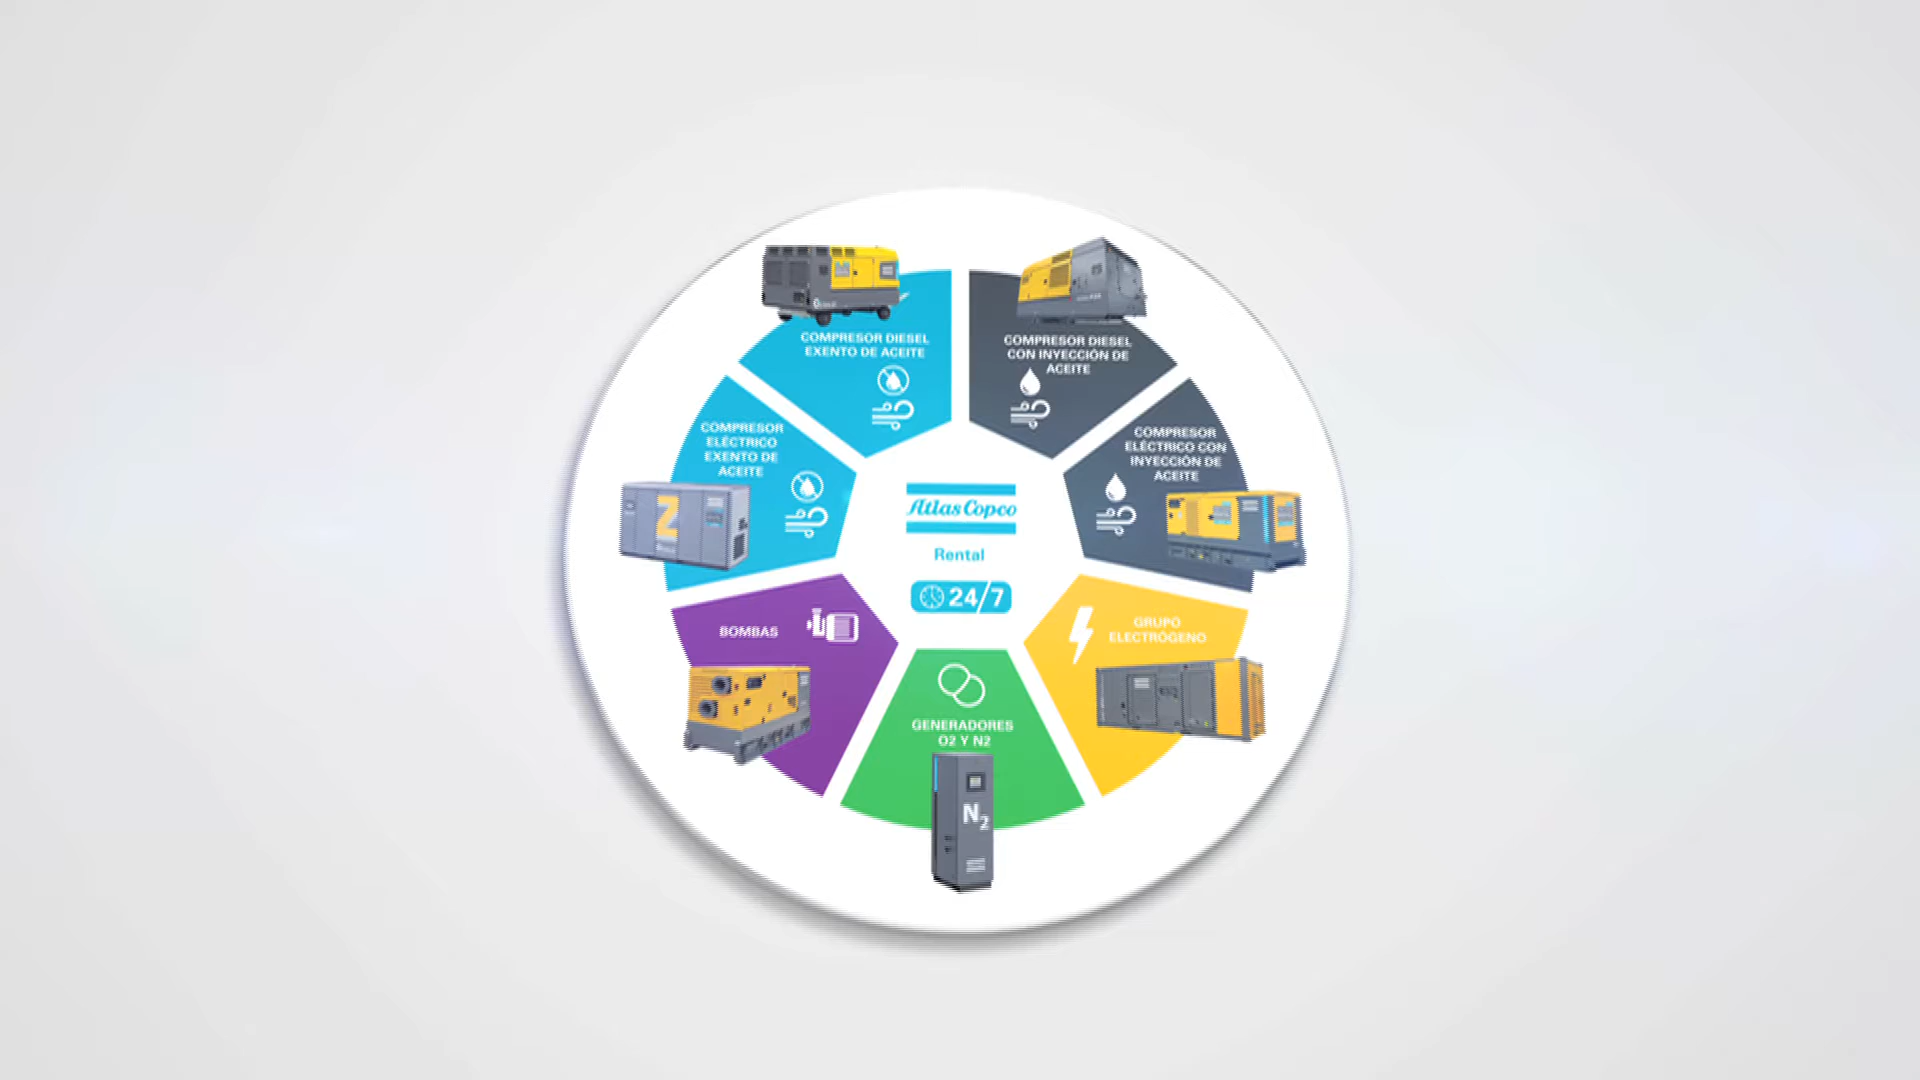 COMPRESOR DIESEL
EXENTO DE ACEITE
COMPRESOR DIESEL
CON INYECCIÓN DE
ACEITE
COMPRESOR
ELÉCTRICO
EXENTO DE
ACEITE
COMPRESOR
ELÉCTRICO CON
INYECCIÓN DE
ACEITE
Z
Atlas Copco
Rental
24/7
BOMBAS
GRUPO
ELECTRÓGENO
GENERADORES
O2 Y N2
N2